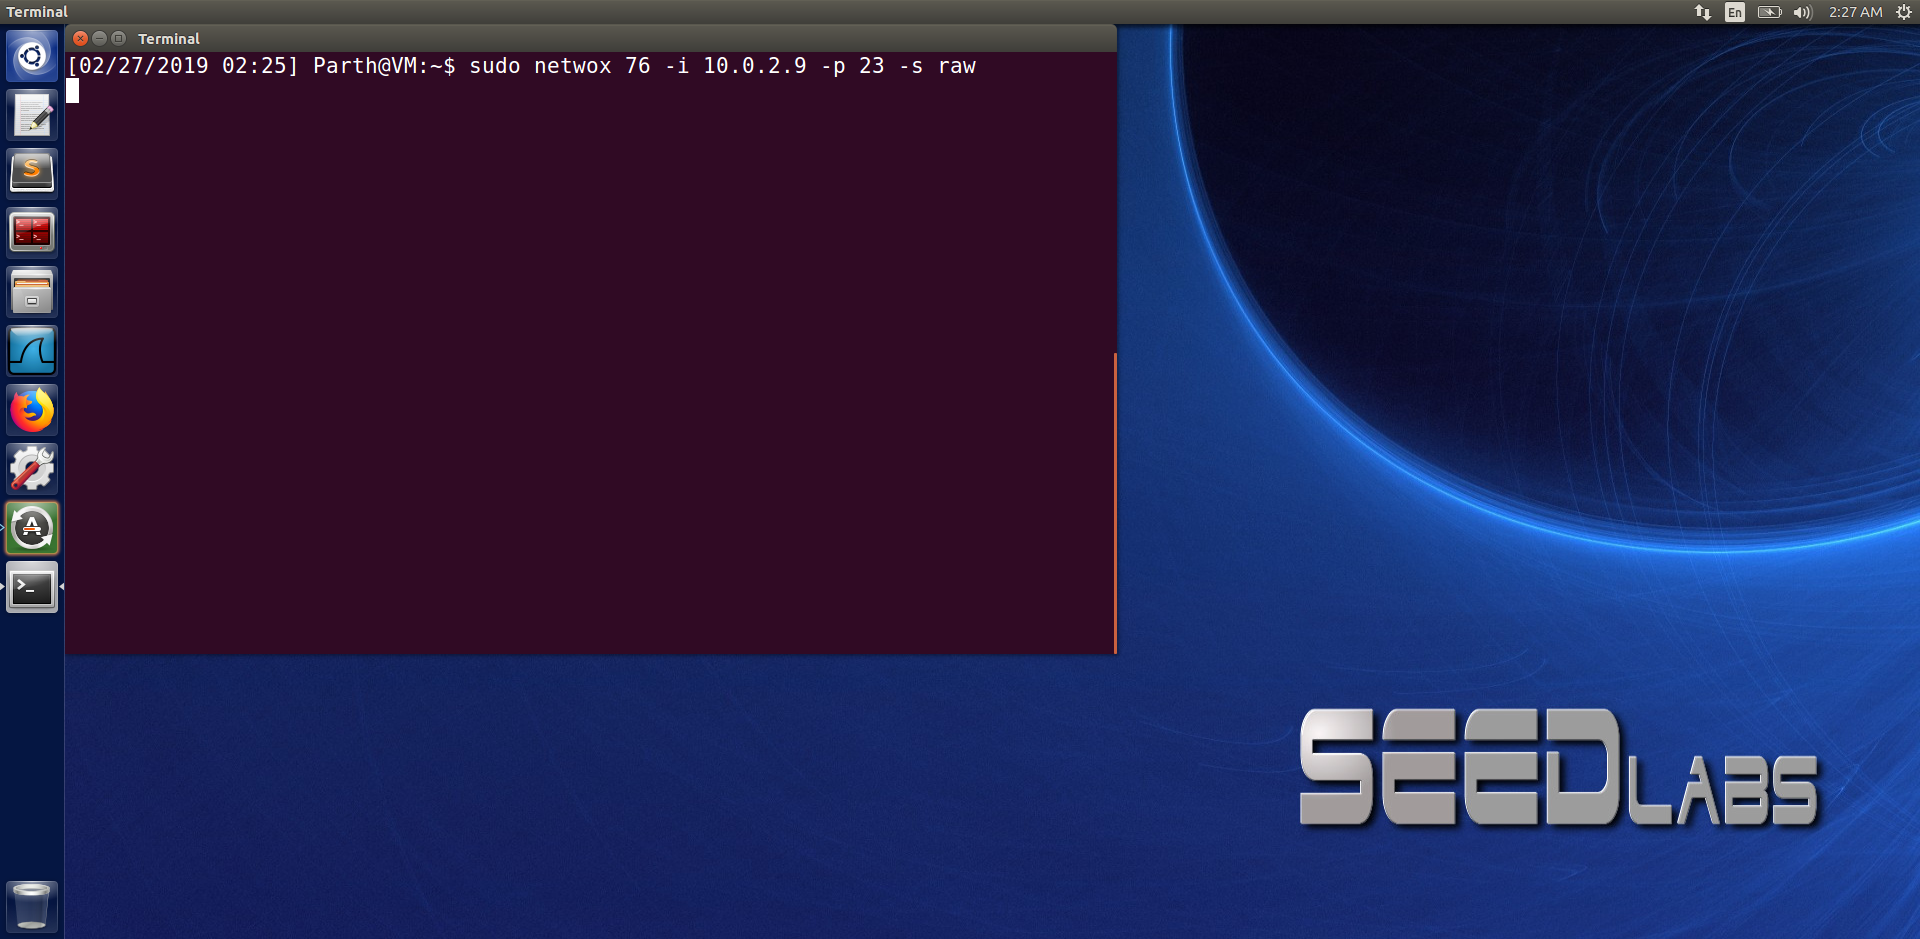 Terminal
En
2:27 AM
Terminal
[02/27/2019 02:25] Parth@VM:~$ sudo netwox 76 -i 10.0.2.9 -p 23 -s raw
SEEDLABS